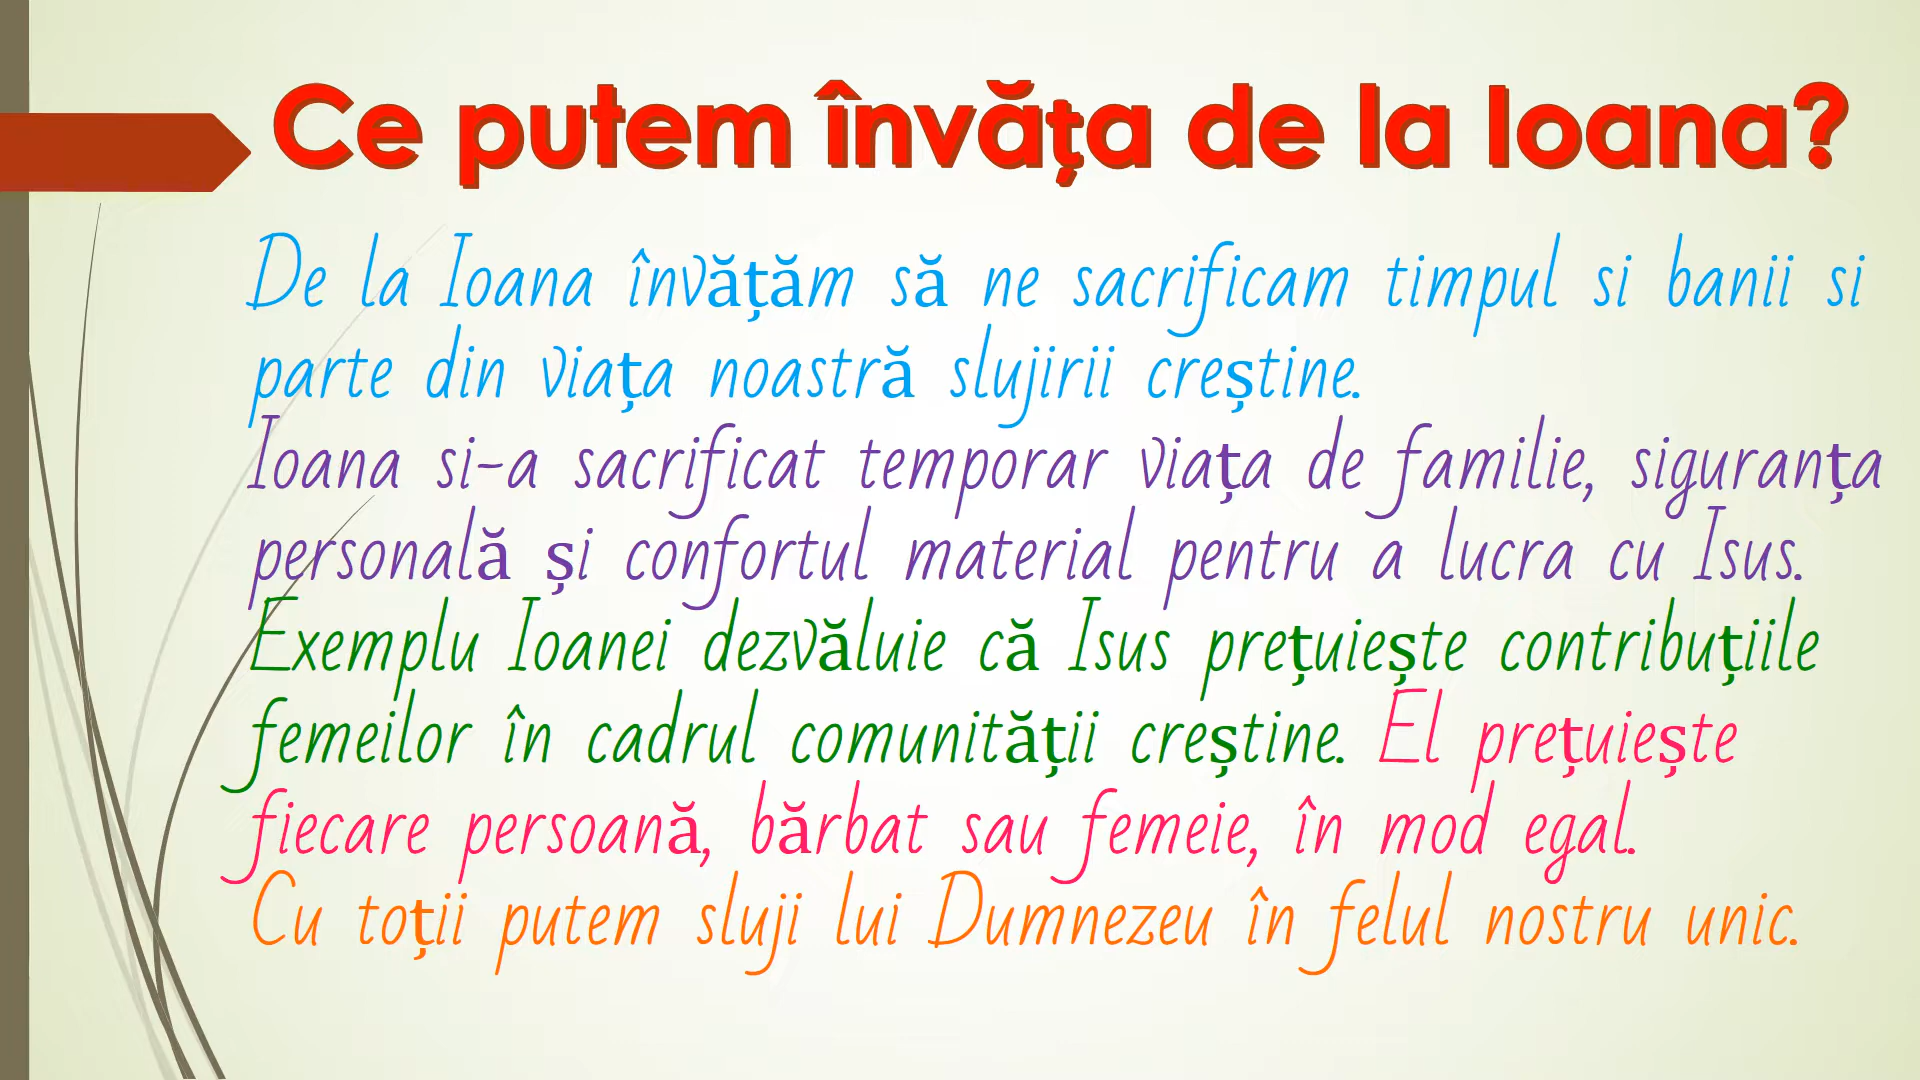 Ce putem învăța de la Ioana?
De la Ioana învățăm să ne sacrificam timpul si banii si
parte din viața noastră slujirii creștine.
Ioana si-a sacrificat temporar viața de familie, siguranța
personală și confortul material pentru a lucra cu Isus.
Exemplu Ioanei dezvăluie că Isus prețuiește contribuțiile
femeilor în cadrul comunității creștine. El prețuiește
fiecare persoană, bărbat sau femeie, în mod egal.
Cu toții putem sluji lui Dumnezeu în felul nostru unic.